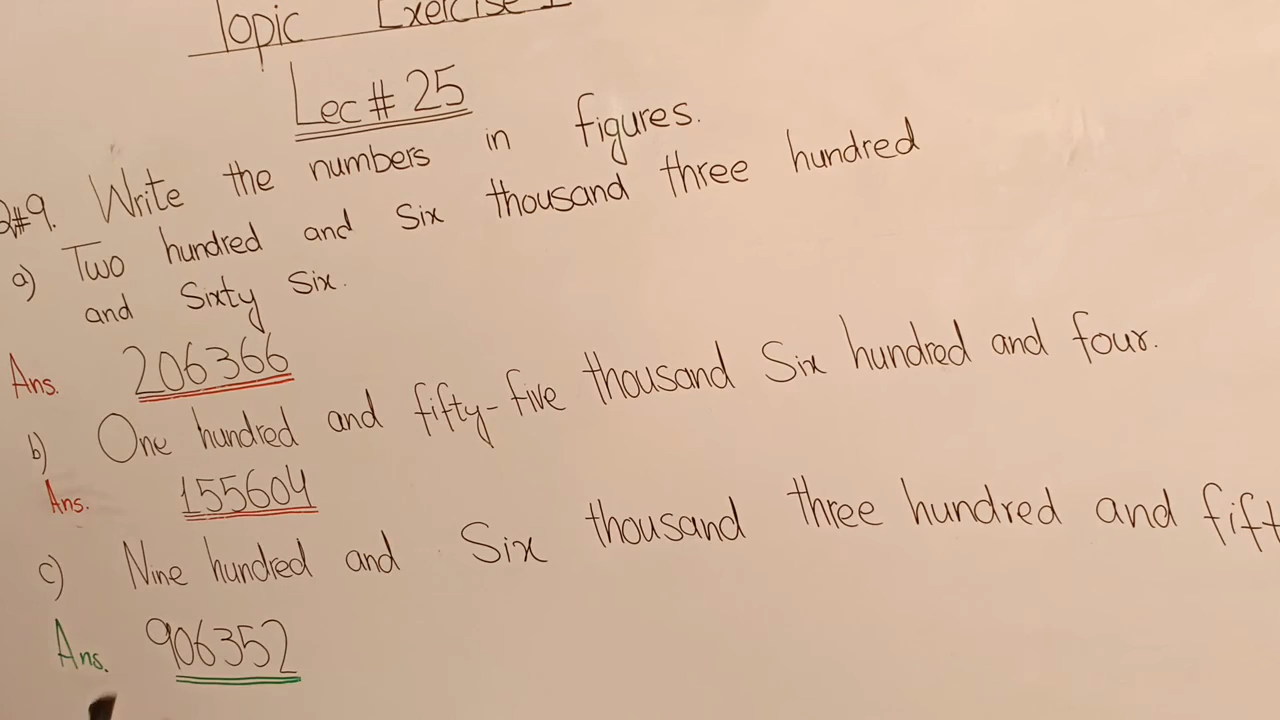 Topic Exercise 1
Lec # 25
Q#9. Write the numbers in figures.
a) Two hundred and Six thousand three hundred
and Sixty Six.
Ans. 206366
b) One hundred and fifty-five thousand Six hundred and four.
Ans. 155604
c) Nine hundred and Six thousand three hundred and fift
Ans. 906352